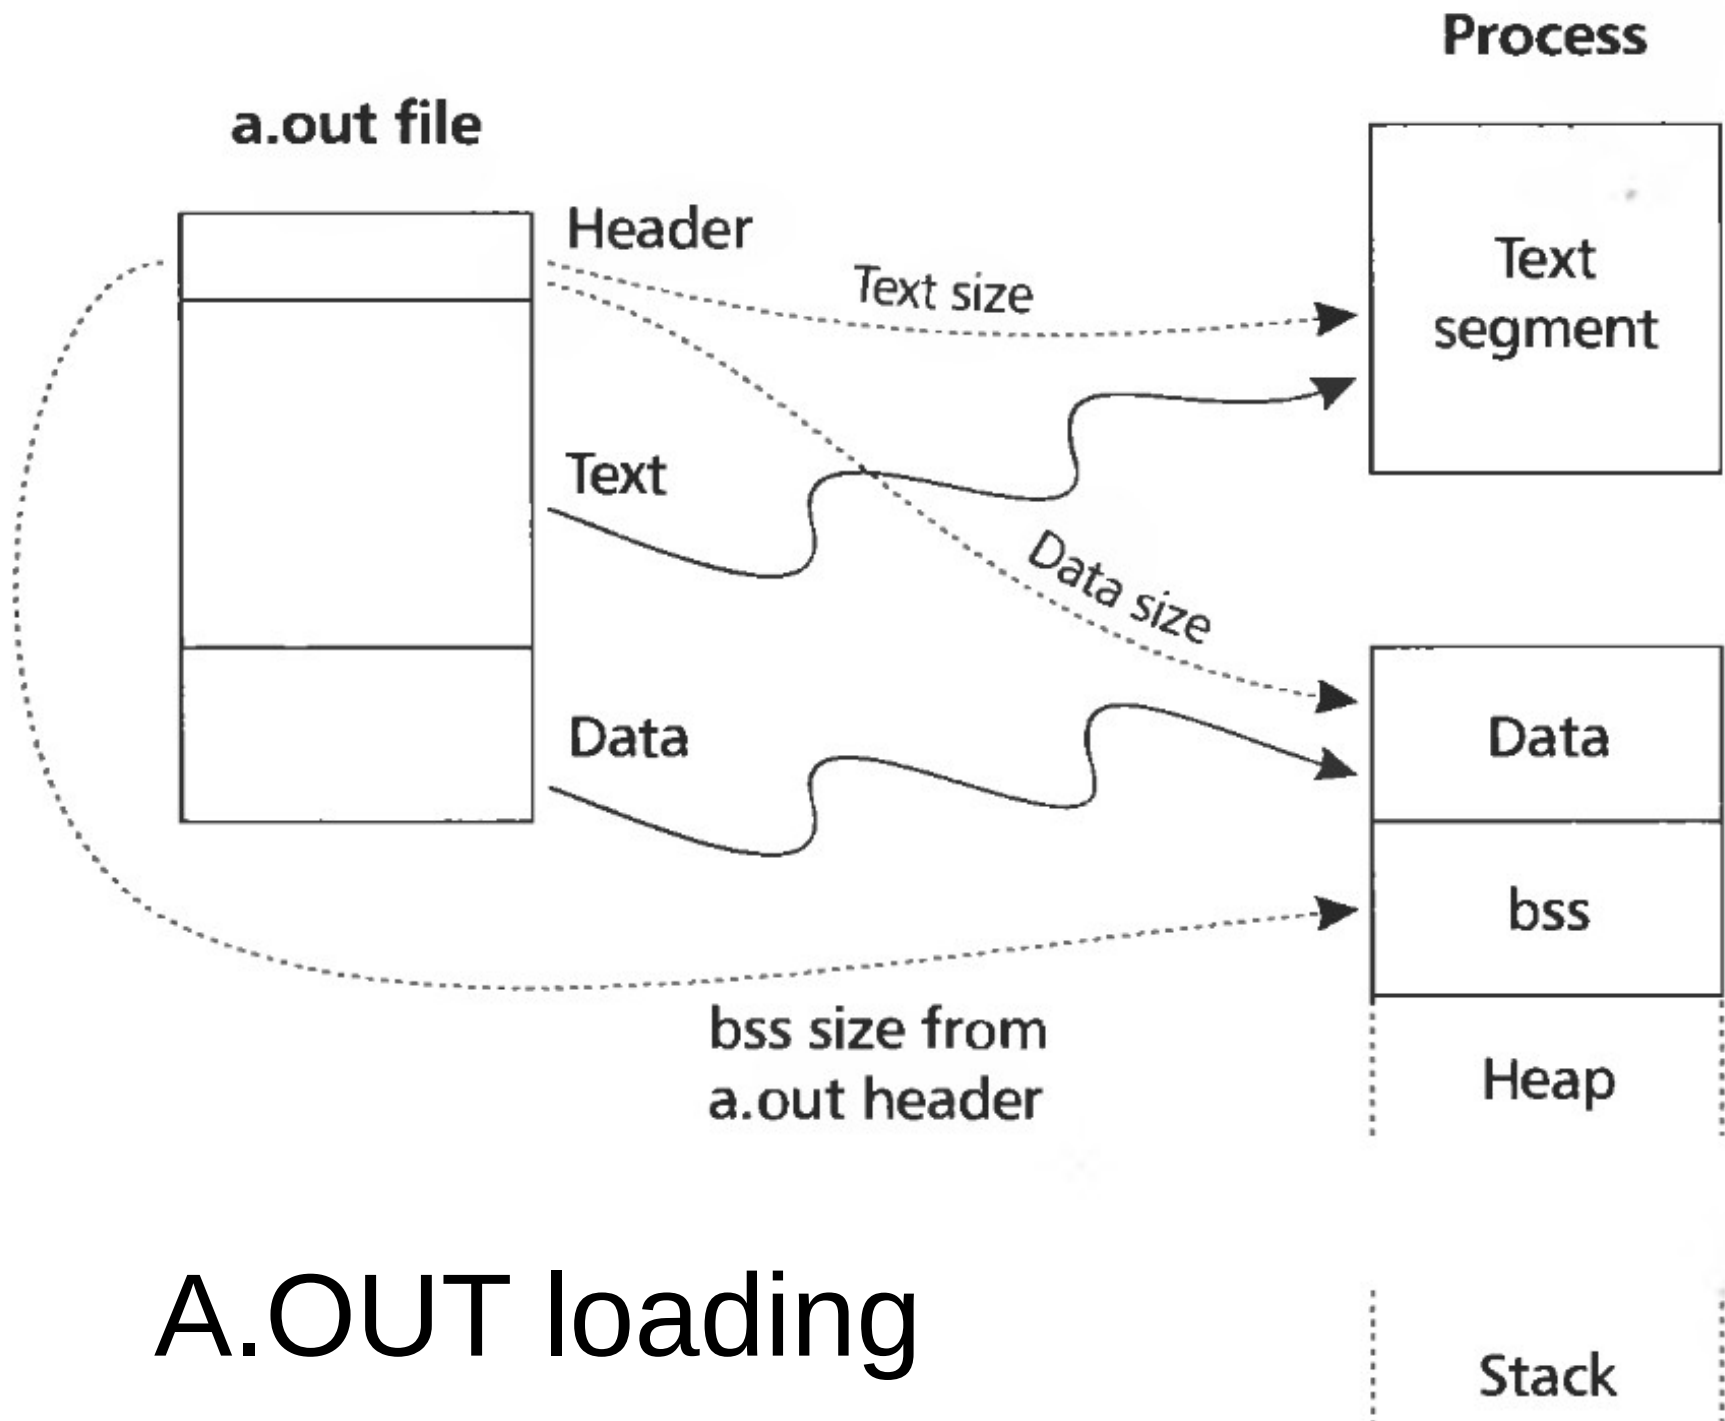 Process
a.out file
Header
Text size
Text
segment
Text
Data size
Data
Data
bss
bss size from
a.out header
Heap
A.OUT loading
Stack